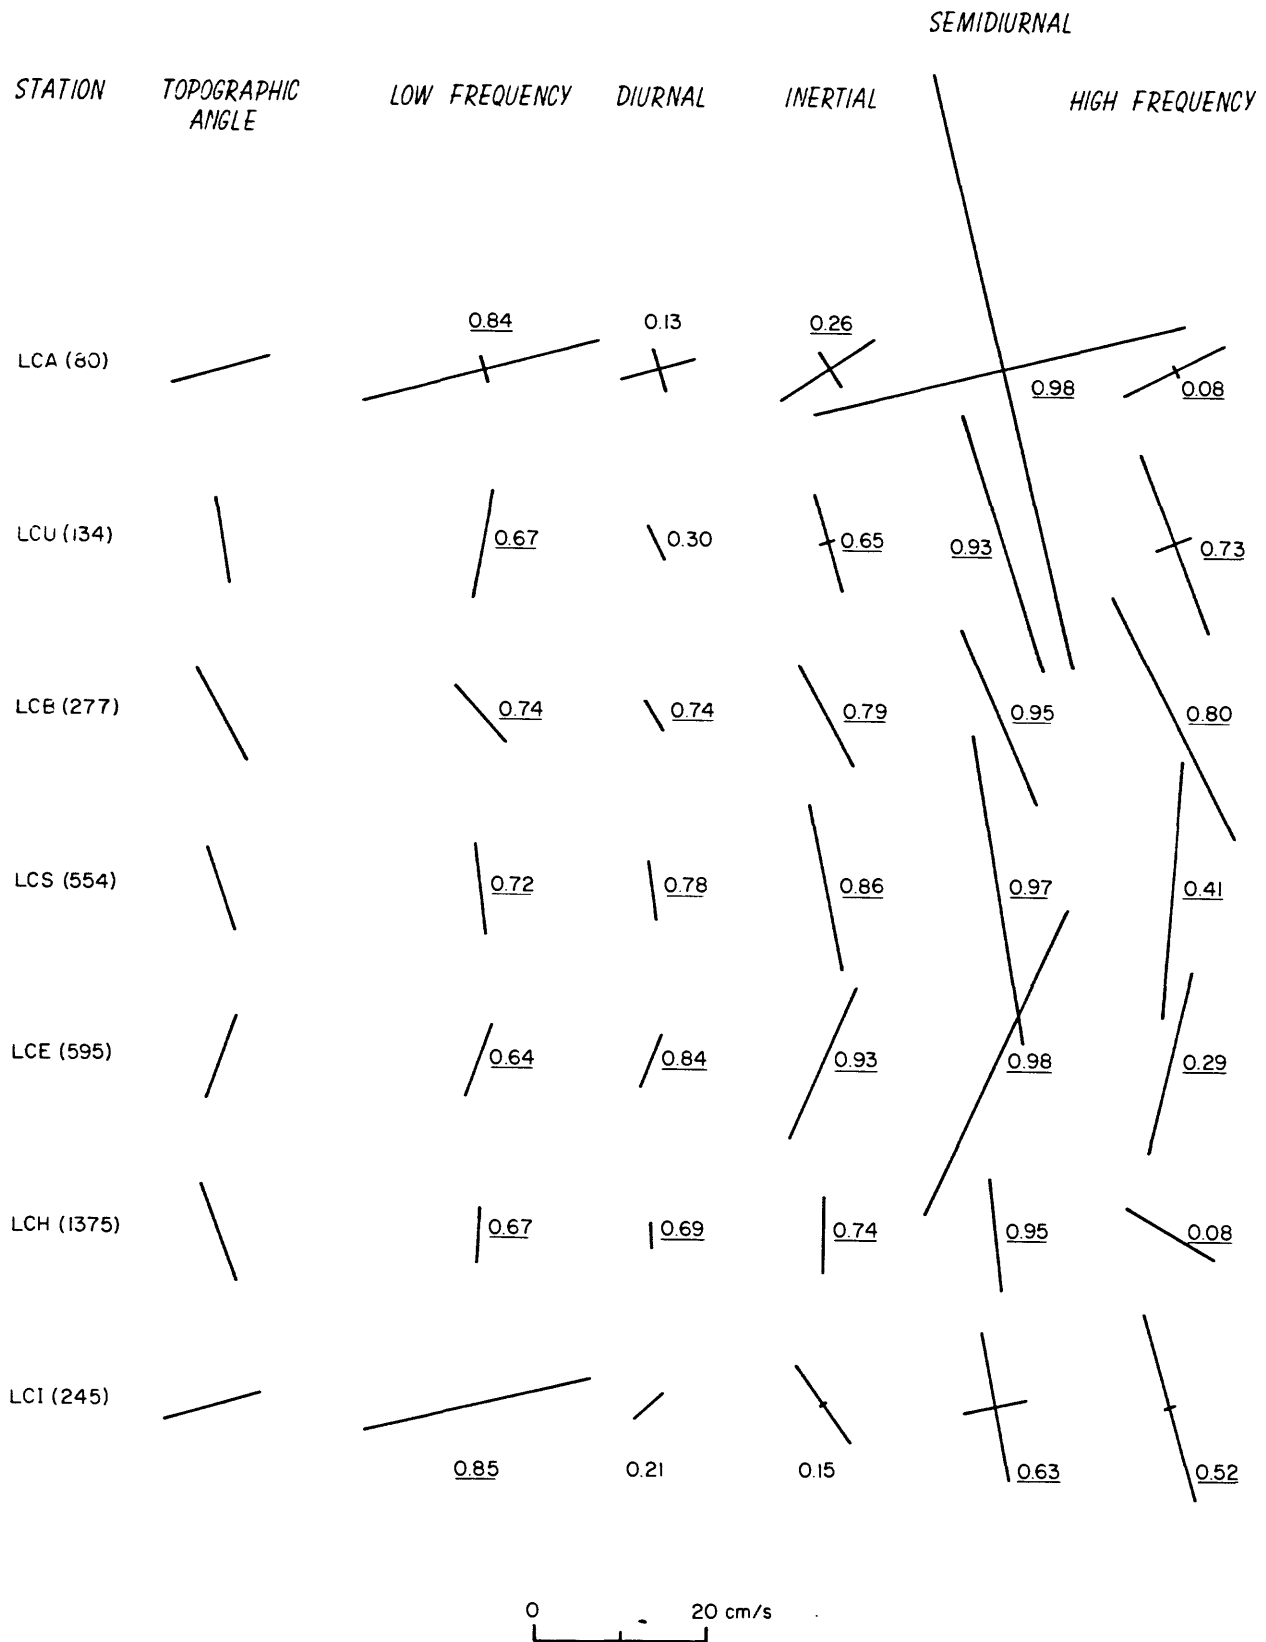 SEMIDIURNAL
STATION TOPOGRAPHIC ANGLE LOW FREQUENCY DIURNAL INERTIAL HIGH FREQUENCY
0.84 0.13 0.26
LCA (80) 0.98 0.08
LCU (134) 0.67 0.30 0.65 0.93 0.73
LCB (277) 0.74 0.74 0.79 0.95 0.80
LCS (554) 0.72 0.78 0.86 0.97 0.41
LCE (595) 0.64 0.84 0.93 0.98 0.29
LCH (1375) 0.67 0.69 0.74 0.95 0.08
LCI (245)
0.85 0.21 0.15 0.63 0.52
0 20 cm/s